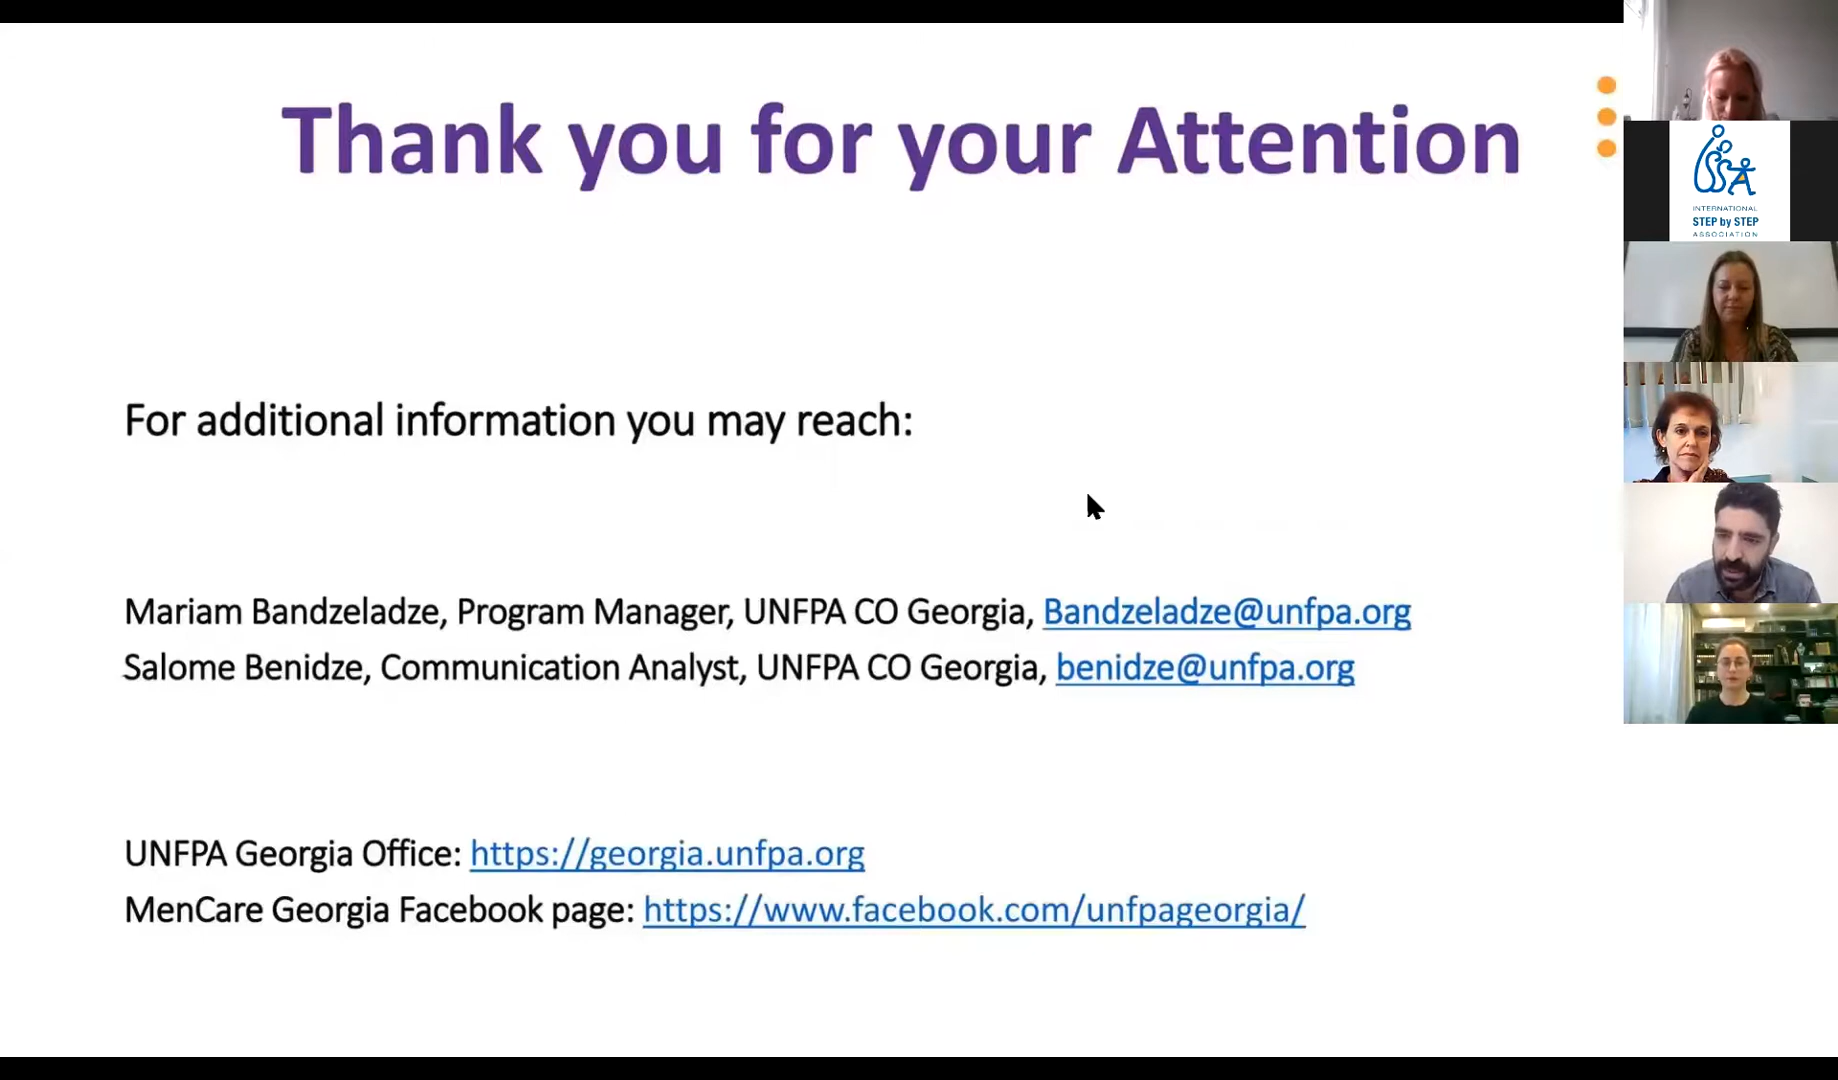 Thank you for your Attention
For additional information you may reach:
Mariam Bandzeladze, Program Manager, UNFPA CO Georgia, Bandzeladze@unfpa.org
Salome Benidze, Communication Analyst, UNFPA CO Georgia, benidze@unfpa.org
UNFPA Georgia Office: https://georgia.unfpa.org
MenCare Georgia Facebook page: https://www.facebook.com/unfpageorgia/
ISSA
INTERNATIONAL
STEP by STEP
ASSOCIATION